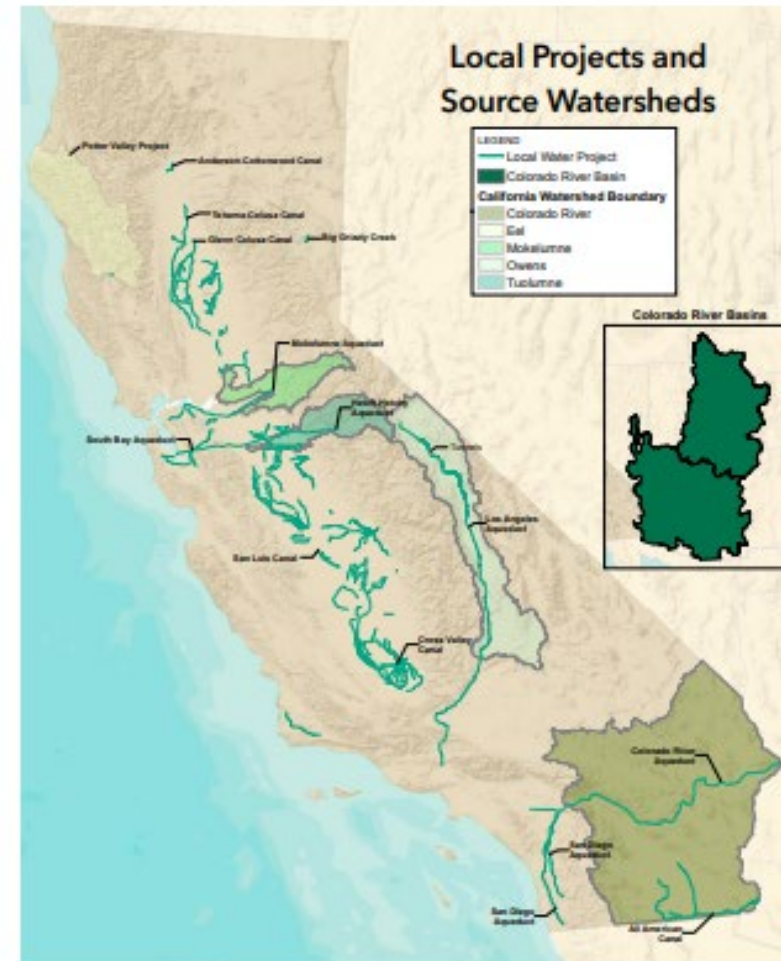 Local Projects and
Source Watersheds
LEGEND
Local Water Project
Colorado River Basin
California Watershed Boundary
Colorado River
Eel
Mokelumne
Owens
Tuolumne
Colorado River Basins
Potter Valley Project
Anderson Cottonwood Canal
Tehama Colusa Canal
Glenn Colusa Canal
Big Grizzly Creek
Mokelumne Aqueduct
Hetch Hetchy
Aqueduct
South Bay Aqueduct
Los Angeles
Aqueduct
San Luis Canal
Cross Valley
Canal
Colorado River
Aqueduct
San Diego
Aqueduct
San Diego
Aqueduct
All American
Canal